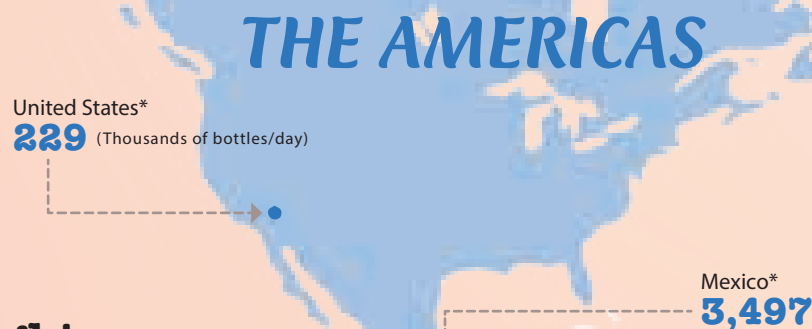 THE AMERICAS
United States*
229 (Thousands of bottles/day)
Mexico*
3,497